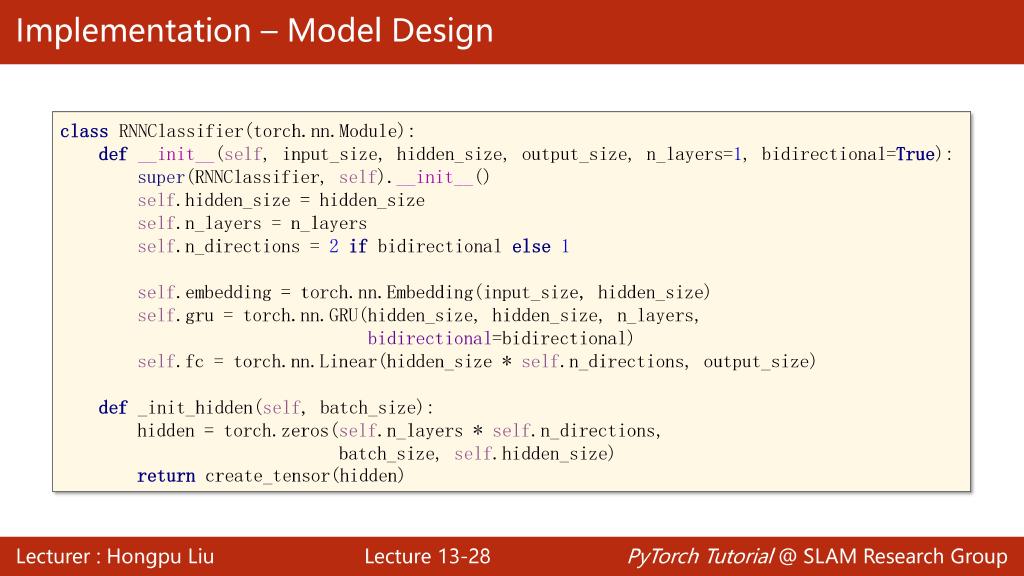 Implementation – Model Design
class RNNClassifier(torch.nn.Module):
    def __init__(self, input_size, hidden_size, output_size, n_layers=1, bidirectional=True):
        super(RNNClassifier, self).__init__()
        self.hidden_size = hidden_size
        self.n_layers = n_layers
        self.n_directions = 2 if bidirectional else 1
        self.embedding = torch.nn.Embedding(input_size, hidden_size)
        self.gru = torch.nn.GRU(hidden_size, hidden_size, n_layers,
                                bidirectional=bidirectional)
        self.fc = torch.nn.Linear(hidden_size * self.n_directions, output_size)
    def _init_hidden(self, batch_size):
        hidden = torch.zeros(self.n_layers * self.n_directions,
                             batch_size, self.hidden_size)
        return create_tensor(hidden)
Lecturer : Hongpu Liu
Lecture 13-28
PyTorch Tutorial @ SLAM Research Group